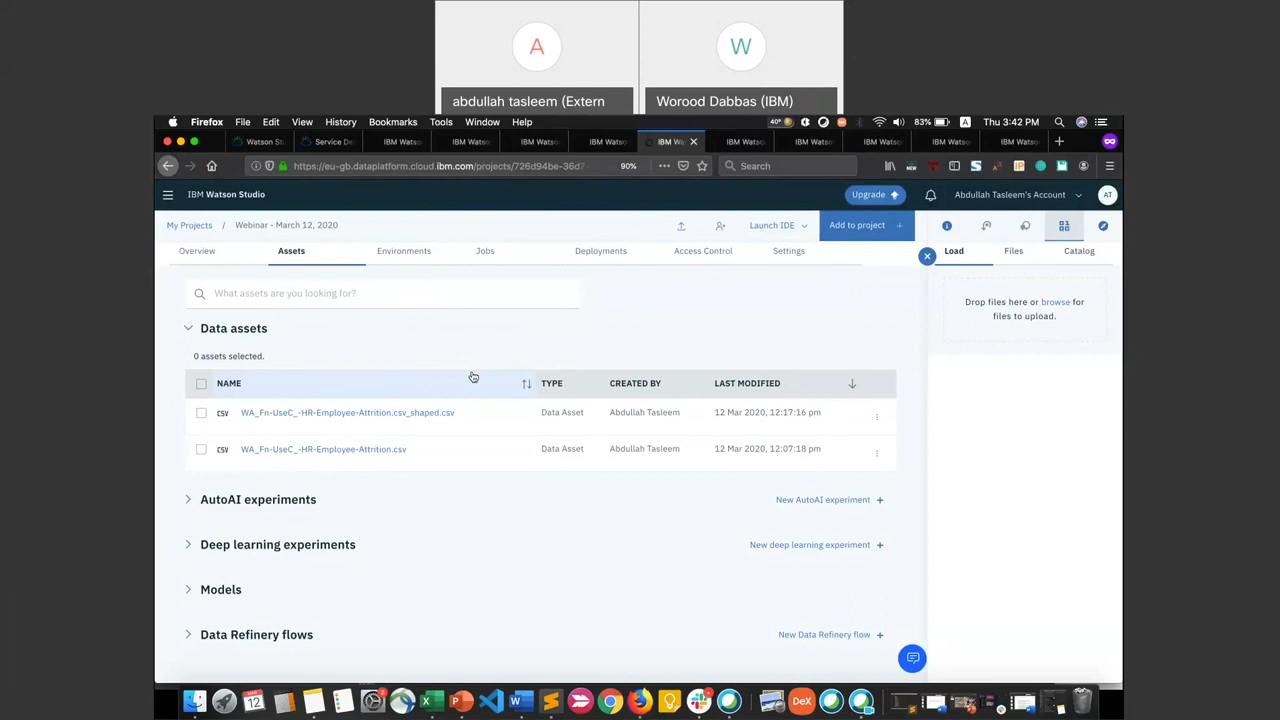 A
W
abdullah tasleem (Extern
Worood Dabbas (IBM)
Firefox File Edit View History Bookmarks Tools Window Help
40° 83% A Thu 3:42 PM
Watson St Service De IBM Watso IBM Watso IBM Watso IBM Watso IBM Wa IBM Watso IBM Watso IBM Watso IBM Watso IBM Watso
https://eu-gb.dataplatform.cloud.ibm.com/projects/726d94be-36d7- 90% Search
IBM Watson Studio
Upgrade
Abdullah Tasleem's Account
AT
My Projects / Webinar - March 12, 2020
Launch IDE
Add to project +
Overview Assets Environments Jobs Deployments Access Control Settings
Load Files Catalog
What assets are you looking for?
Drop files here or browse for
files to upload.
Data assets
0 assets selected.
NAME TYPE CREATED BY LAST MODIFIED
CSV WA_Fn-UseC_-HR-Employee-Attrition.csv_shaped.csv Data Asset Abdullah Tasleem 12 Mar 2020, 12:17:16 pm
CSV WA_Fn-UseC_-HR-Employee-Attrition.csv Data Asset Abdullah Tasleem 12 Mar 2020, 12:07:18 pm
AutoAI experiments
New AutoAI experiment +
Deep learning experiments
New deep learning experiment +
Models
Data Refinery flows
New Data Refinery flow +
12
DeX